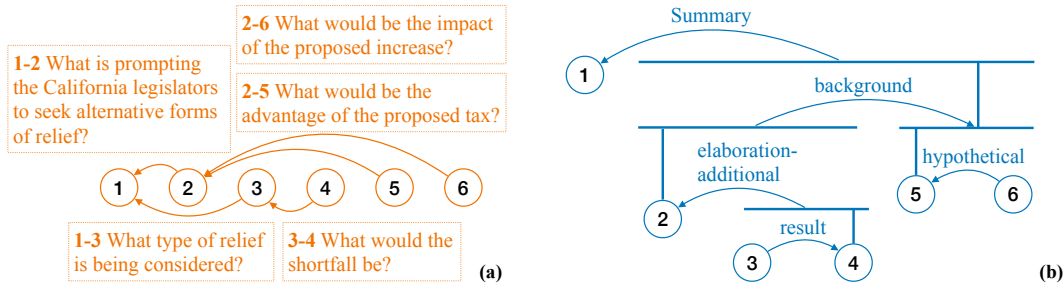 2-6 What would be the impact
of the proposed increase?
1-2 What is prompting
the California legislators
to seek alternative forms
of relief?
2-5 What would be the
advantage of the proposed tax?
1 2 3 4 5 6
1-3 What type of relief
is being considered?
3-4 What would the
shortfall be?
(a)
Summary
1
background
elaboration-
additional
hypothetical
5 6
2
result
3 4
(b)